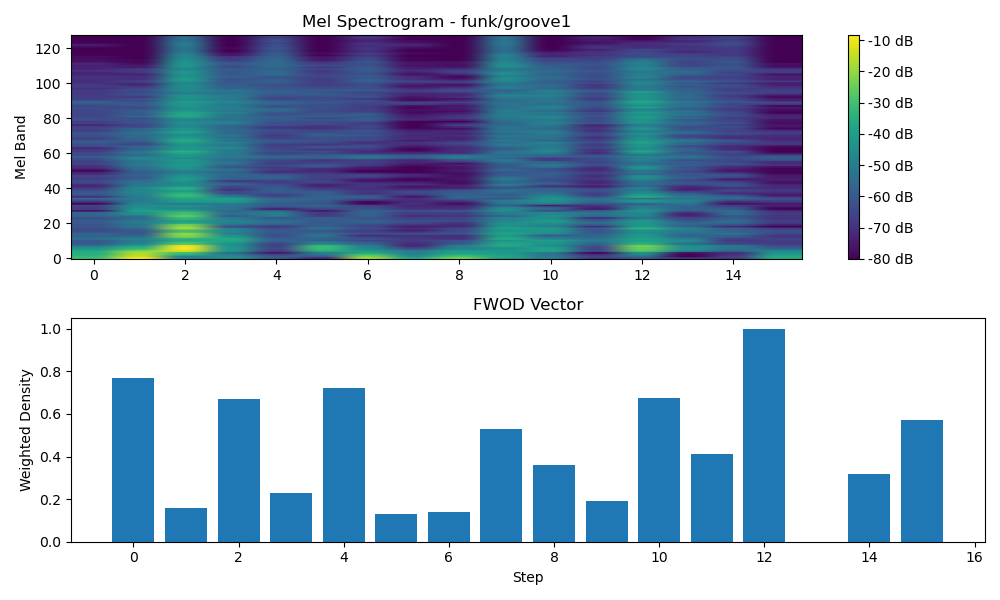 Mel Spectrogram - funk/groove1
Mel Band
120
100
80
60
40
20
0
0 2 4 6 8 10 12 14
-10 dB
-20 dB
-30 dB
-40 dB
-50 dB
-60 dB
-70 dB
-80 dB
FWOD Vector
Weighted Density
1.0
0.8
0.6
0.4
0.2
0.0
0 2 4 6 8 10 12 14 16
Step